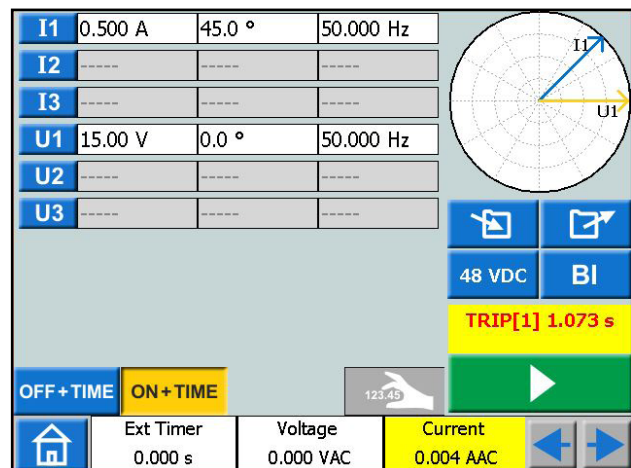 I1 0.500 A 45.0 ° 50.000 Hz
I2 ----- ----- -----
I3 ----- ----- -----
U1 15.00 V 0.0 ° 50.000 Hz
U2 ----- ----- -----
U3 ----- ----- -----
I1
U1
48 VDC BI
TRIP[1] 1.073 s
OFF+TIME ON+TIME 123.45
Ext Timer Voltage Current
0.000 s 0.000 VAC 0.004 AAC